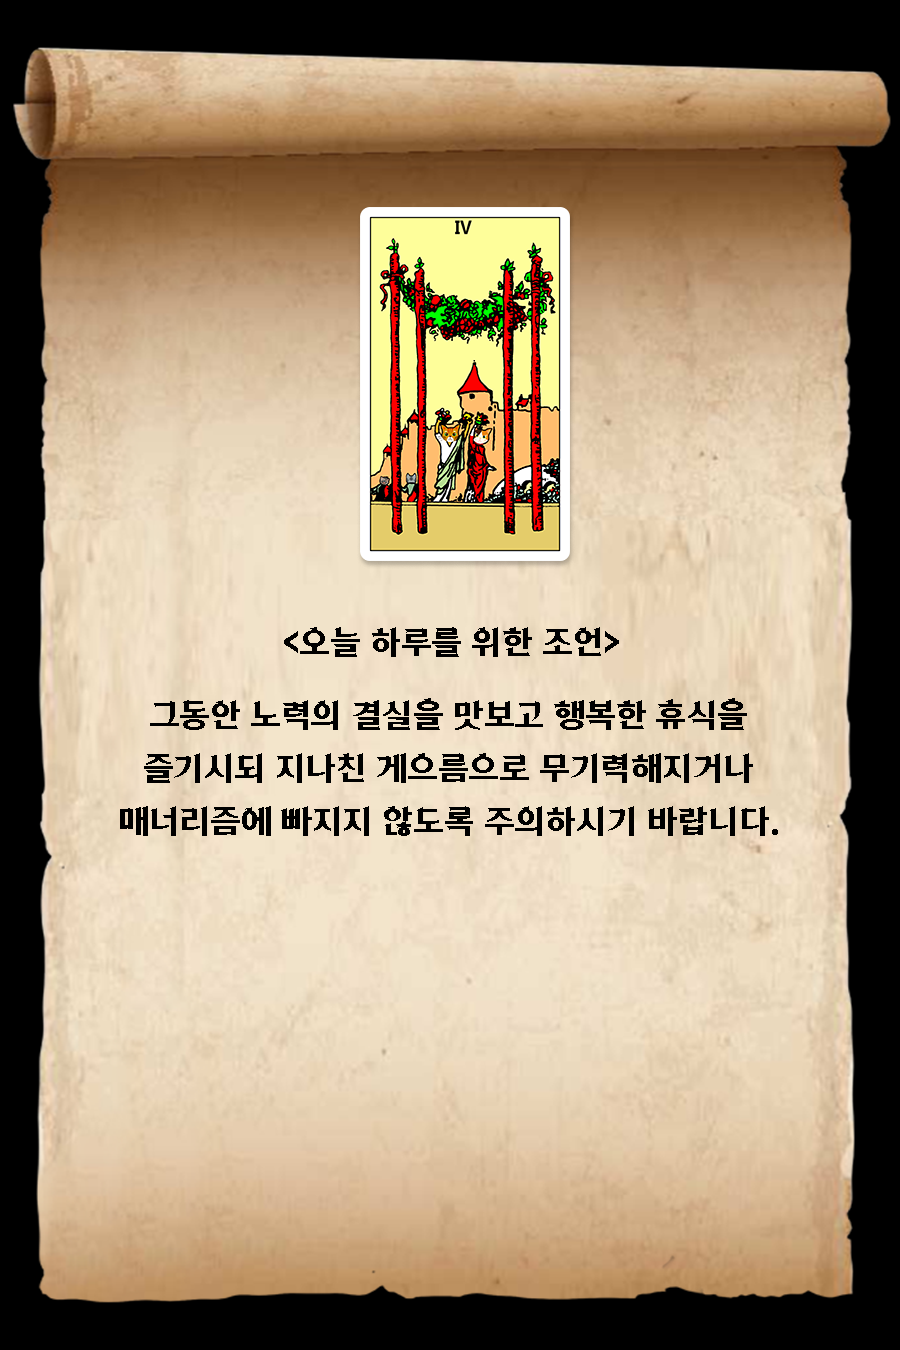 IV
<오늘 하루를 위한 조언>
그동안 노력의 결실을 맛보고 행복한 휴식을
즐기시되 지나친 게으름으로 무기력해지거나
매너리즘에 빠지지 않도록 주의하시기 바랍니다.